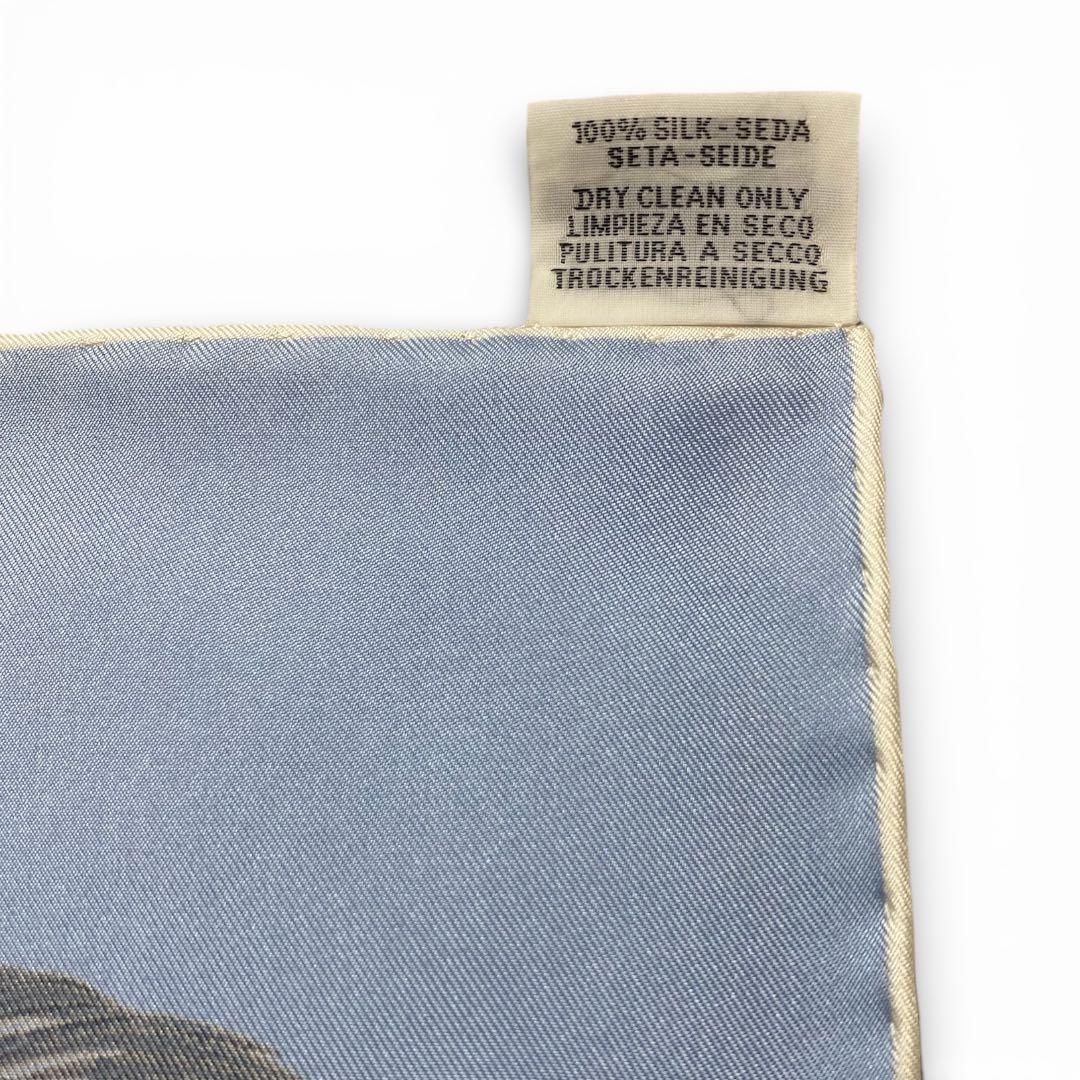 100% SILK-SEDA
SETA-SEIDE
DRY CLEAN ONLY
LIMPIEZA EN SECO
PULITURA A SECCO
TROCKENREINIGUNG